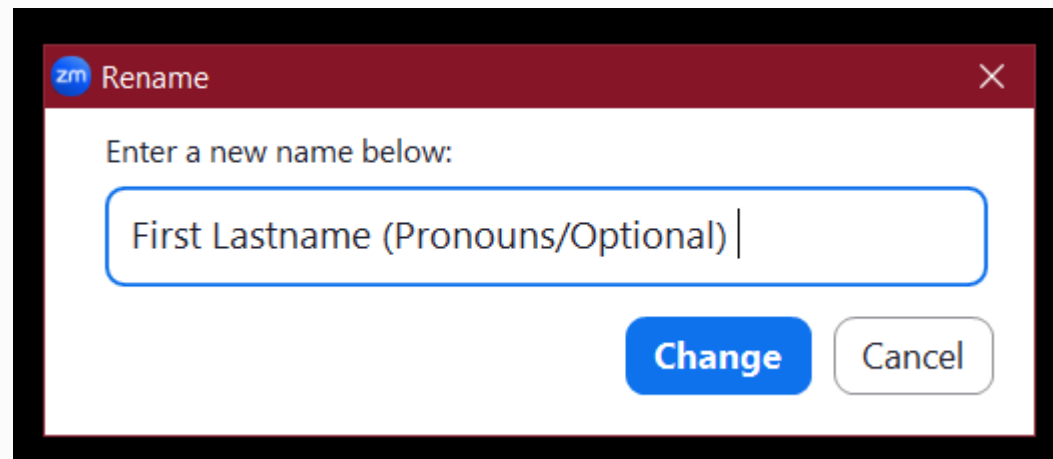 zm Rename
Enter a new name below:
First Lastname (Pronouns/Optional)
Change Cancel